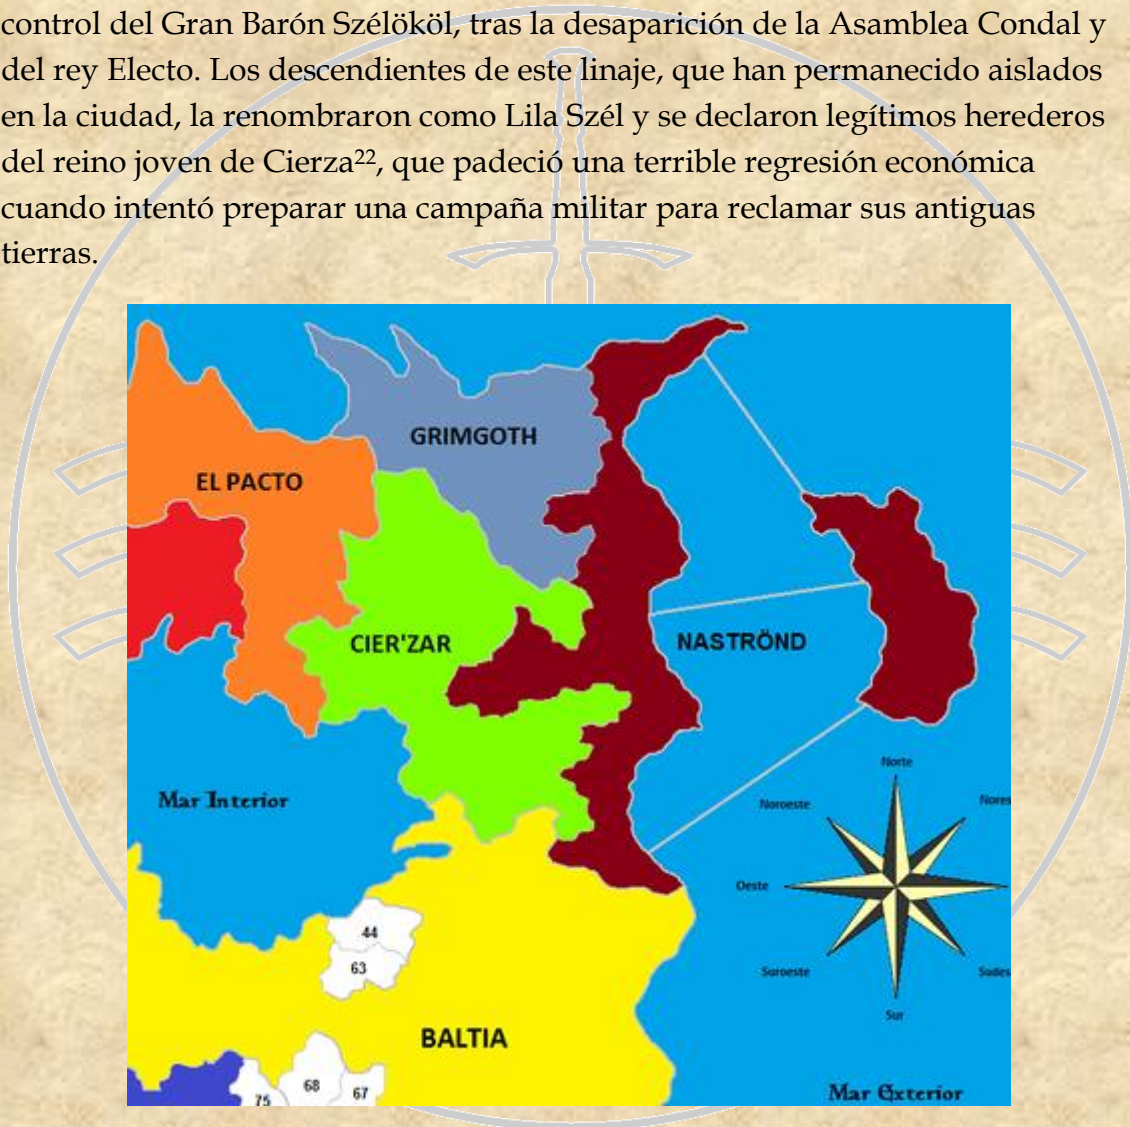 control del Gran Barón Szélököl, tras la desaparición de la Asamblea Condal y
del rey Electo. Los descendientes de este linaje, que han permanecido aislados
en la ciudad, la renombraron como Lila Szél y se declaron legítimos herederos
del reino joven de Cierza²², que padeció una terrible regresión económica
cuando intentó preparar una campaña militar para reclamar sus antiguas
tierras.
GRIMGOTH
EL PACTO
CIER'ZAR
NASTRÖND
Mar Interior
Norte
Noroeste
Nores
Oeste
44
63
Suroeste
Sudes
Sur
BALTIA
68
67
75
Mar Exterior